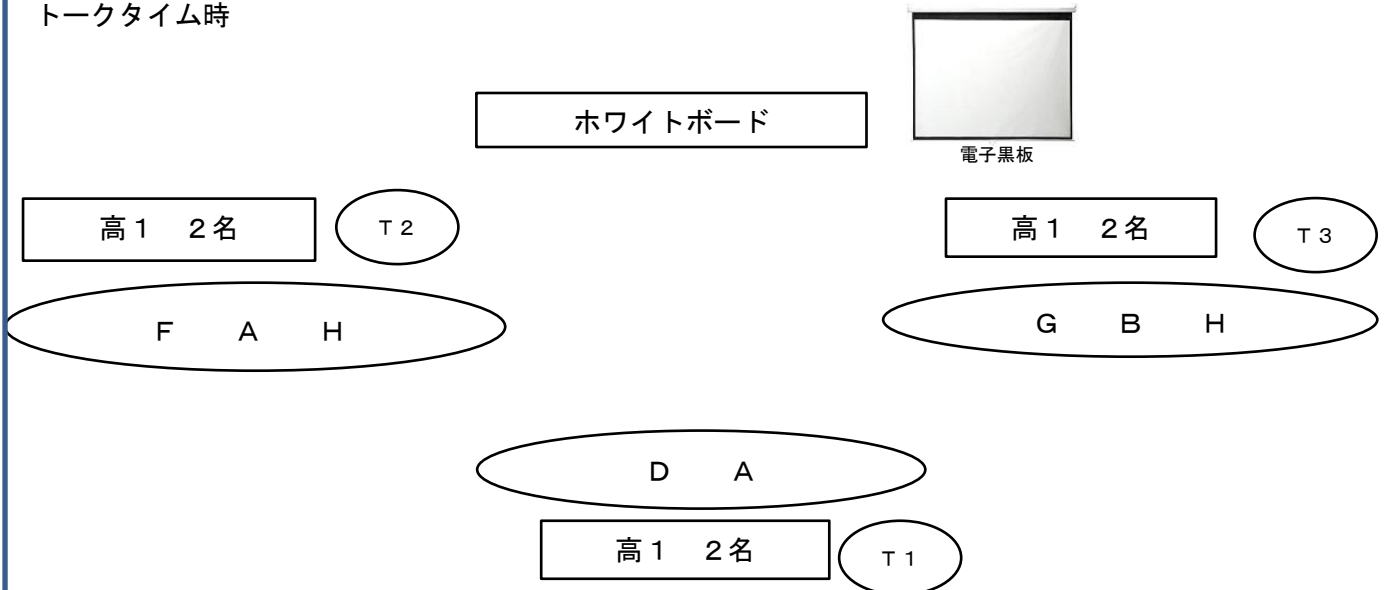 トークタイム時
ホワイトボード
電子黒板
高1 2名
T2
高1 2名
T3
F A H
G B H
D A
高1 2名
T1